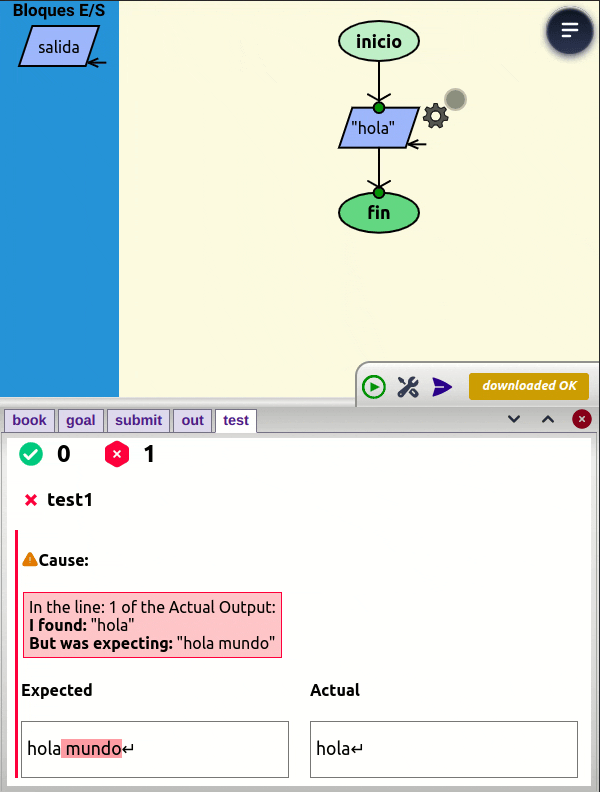 Bloques E/S
salida
inicio
"hola"
fin
downloaded OK
book goal submit out test
0 1
test1
Cause:
In the line: 1 of the Actual Output:
I found: "hola"
But was expecting: "hola mundo"
Expected Actual
hola mundo↵ hola↵